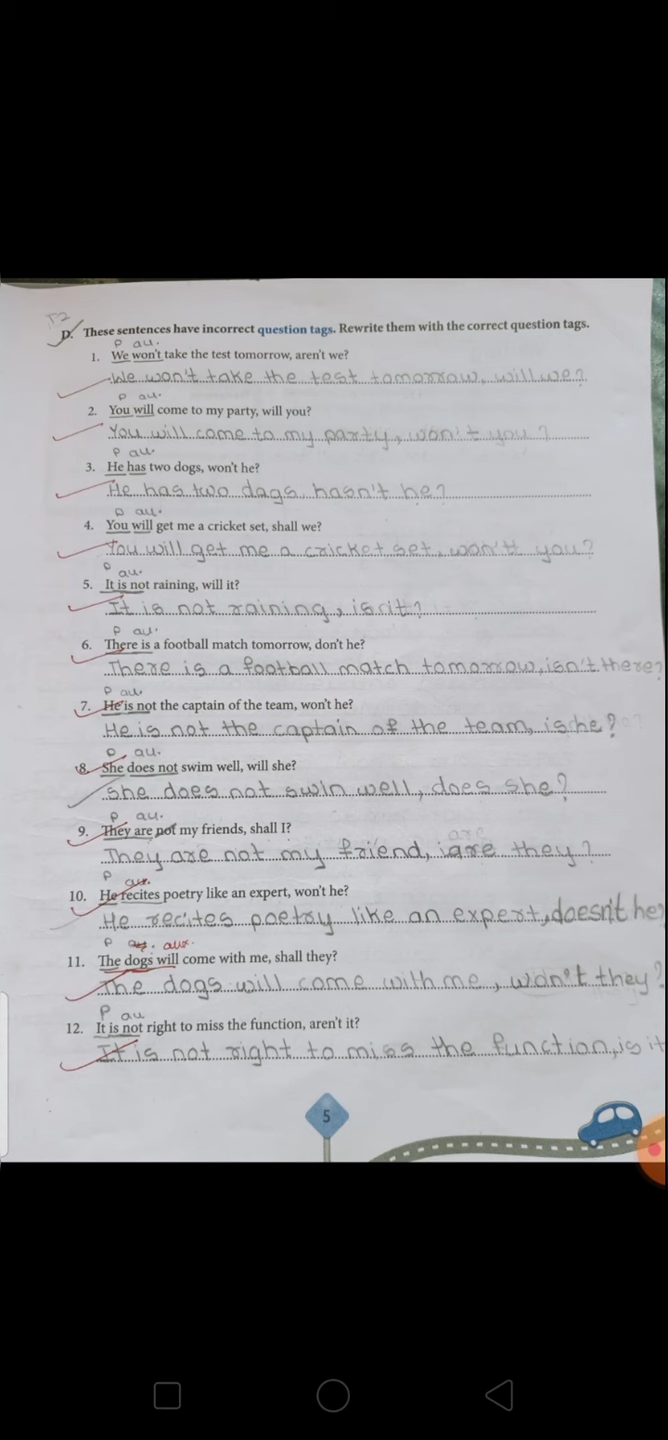 T2
D. These sentences have incorrect question tags. Rewrite them with the correct question tags.
P au.
1. We won't take the test tomorrow, aren't we?
We won't take the test tomorrow, will we?
P au.
2. You will come to my party, will you?
You will come to my party, won't you?
P au.
3. He has two dogs, won't he?
He has two dogs, hasn't he?
P au.
4. You will get me a cricket set, shall we?
You will get me a cricket set, won't you?
P au.
5. It is not raining, will it?
It is not raining, is it?
P au.
6. There is a football match tomorrow, don't he?
There is a football match tomorrow, isn't there?
P au
7. He is not the captain of the team, won't he?
He is not the captain of the team, is he?
P au.
8. She does not swim well, will she?
She does not swim well, does she?
P au.
9. They are not my friends, shall I?
are
They are not my friend, are they?
P aux.
10. He recites poetry like an expert, won't he?
He recites poetry like an expert, doesn't he?
P aux.
11. The dogs will come with me, shall they?
The dogs will come with me, won't they?
P au
12. It is not right to miss the function, aren't it?
It is not right to miss the function, is it
5